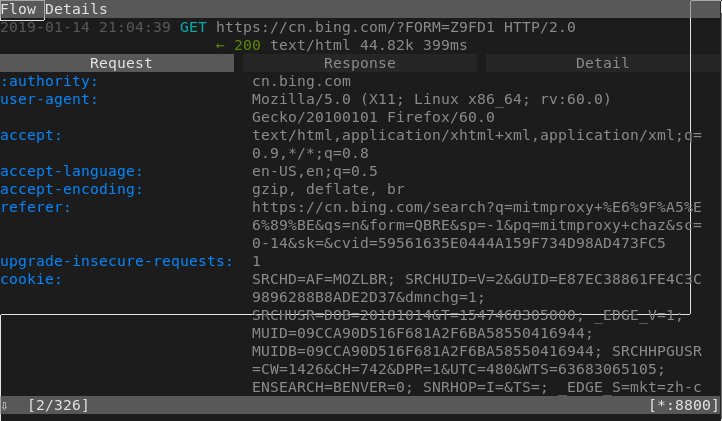 Flow Details
2019-01-14 21:04:39 GET https://cn.bing.com/?FORM=Z9FD1 HTTP/2.0
← 200 text/html 44.82k 399ms
Request Response Detail
:authority: cn.bing.com
user-agent: Mozilla/5.0 (X11; Linux x86_64; rv:60.0)
Gecko/20100101 Firefox/60.0
accept: text/html,application/xhtml+xml,application/xml;q=
0.9,*/*;q=0.8
accept-language: en-US,en;q=0.5
accept-encoding: gzip, deflate, br
referer: https://cn.bing.com/search?q=mitmproxy+%E6%9F%A5%E
6%89%BE&qs=n&form=QBRE&sp=-1&pq=mitmproxy+chaz&sc=
0-14&sk=&cvid=59561635E0444A159F734D98AD473FC5
upgrade-insecure-requests: 1
cookie: SRCHD=AF=MOZLBR; SRCHUID=V=2&GUID=E87EC38861FE4C3C
9896288B8ADE2D37&dmnchg=1;
SRCHUSR=DOB=20181014&T=1547468305000; _EDGE_V=1;
MUID=09CCA90D516F681A2F6BA58550416944;
MUIDB=09CCA90D516F681A2F6BA58550416944; SRCHHPGUSR
=CW=1426&CH=742&DPR=1&UTC=480&WTS=63683065105;
ENSEARCH=BENVER=0; SNRHOP=I=&TS=; _EDGE_S=mkt=zh-c
⇩ [2/326] [*:8800]